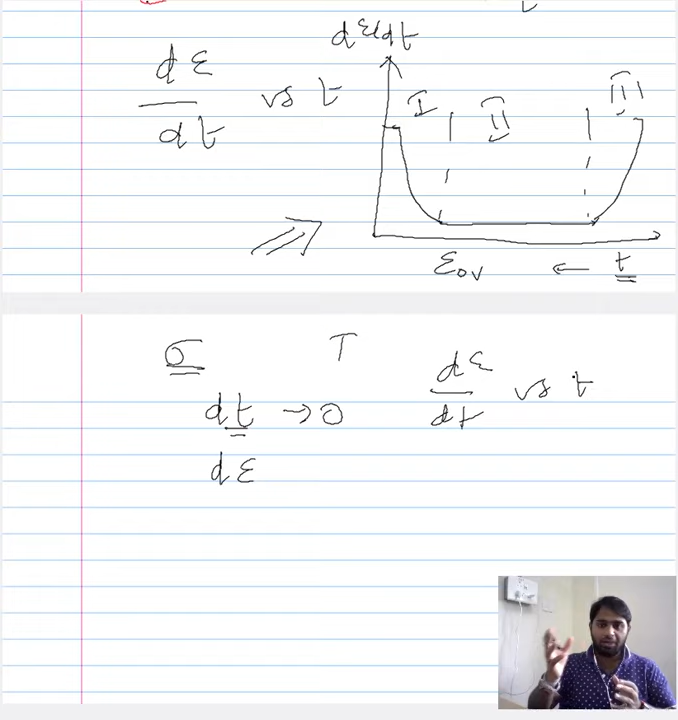 dε/dt
dε/dt vs t
I II III
ε₀ᵥ ← t
σ T
dt → 0 dε/dt vs t
dε